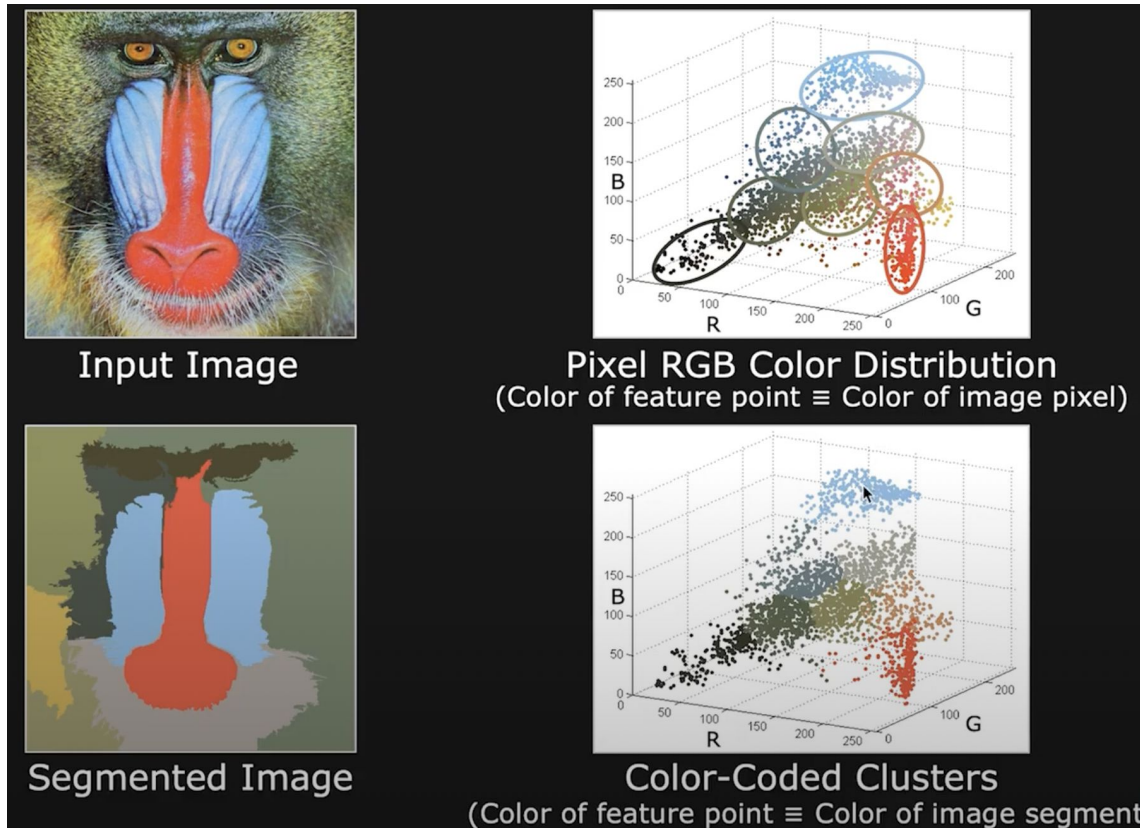 250
200
150
B
100
50
0
0
50
100
150
200
250
R
0
100
200
G
Input Image
Pixel RGB Color Distribution
(Color of feature point ≡ Color of image pixel)
250
200
150
B
100
50
0
0
50
100
150
200
250
R
0
100
200
G
Segmented Image
Color-Coded Clusters
(Color of feature point ≡ Color of image segment